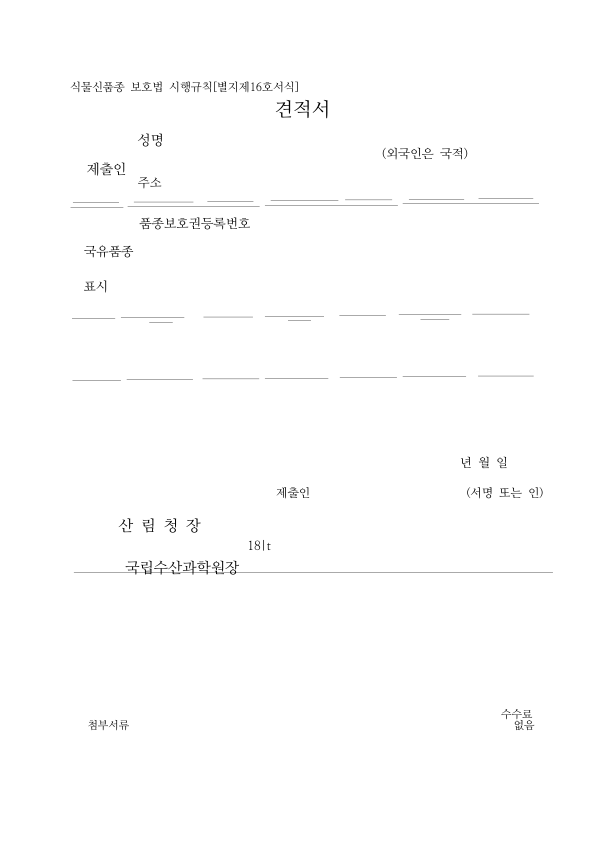 식물신품종 보호법 시행규칙[별지제16호서식]
견적서
성명
(외국인은 국적)
제출인
주소
품종보호권등록번호
국유품종
표시
년 월 일
제출인 (서명 또는 인)
산 림 청 장
18|t
국립수산과학원장
수수료
첨부서류 없음